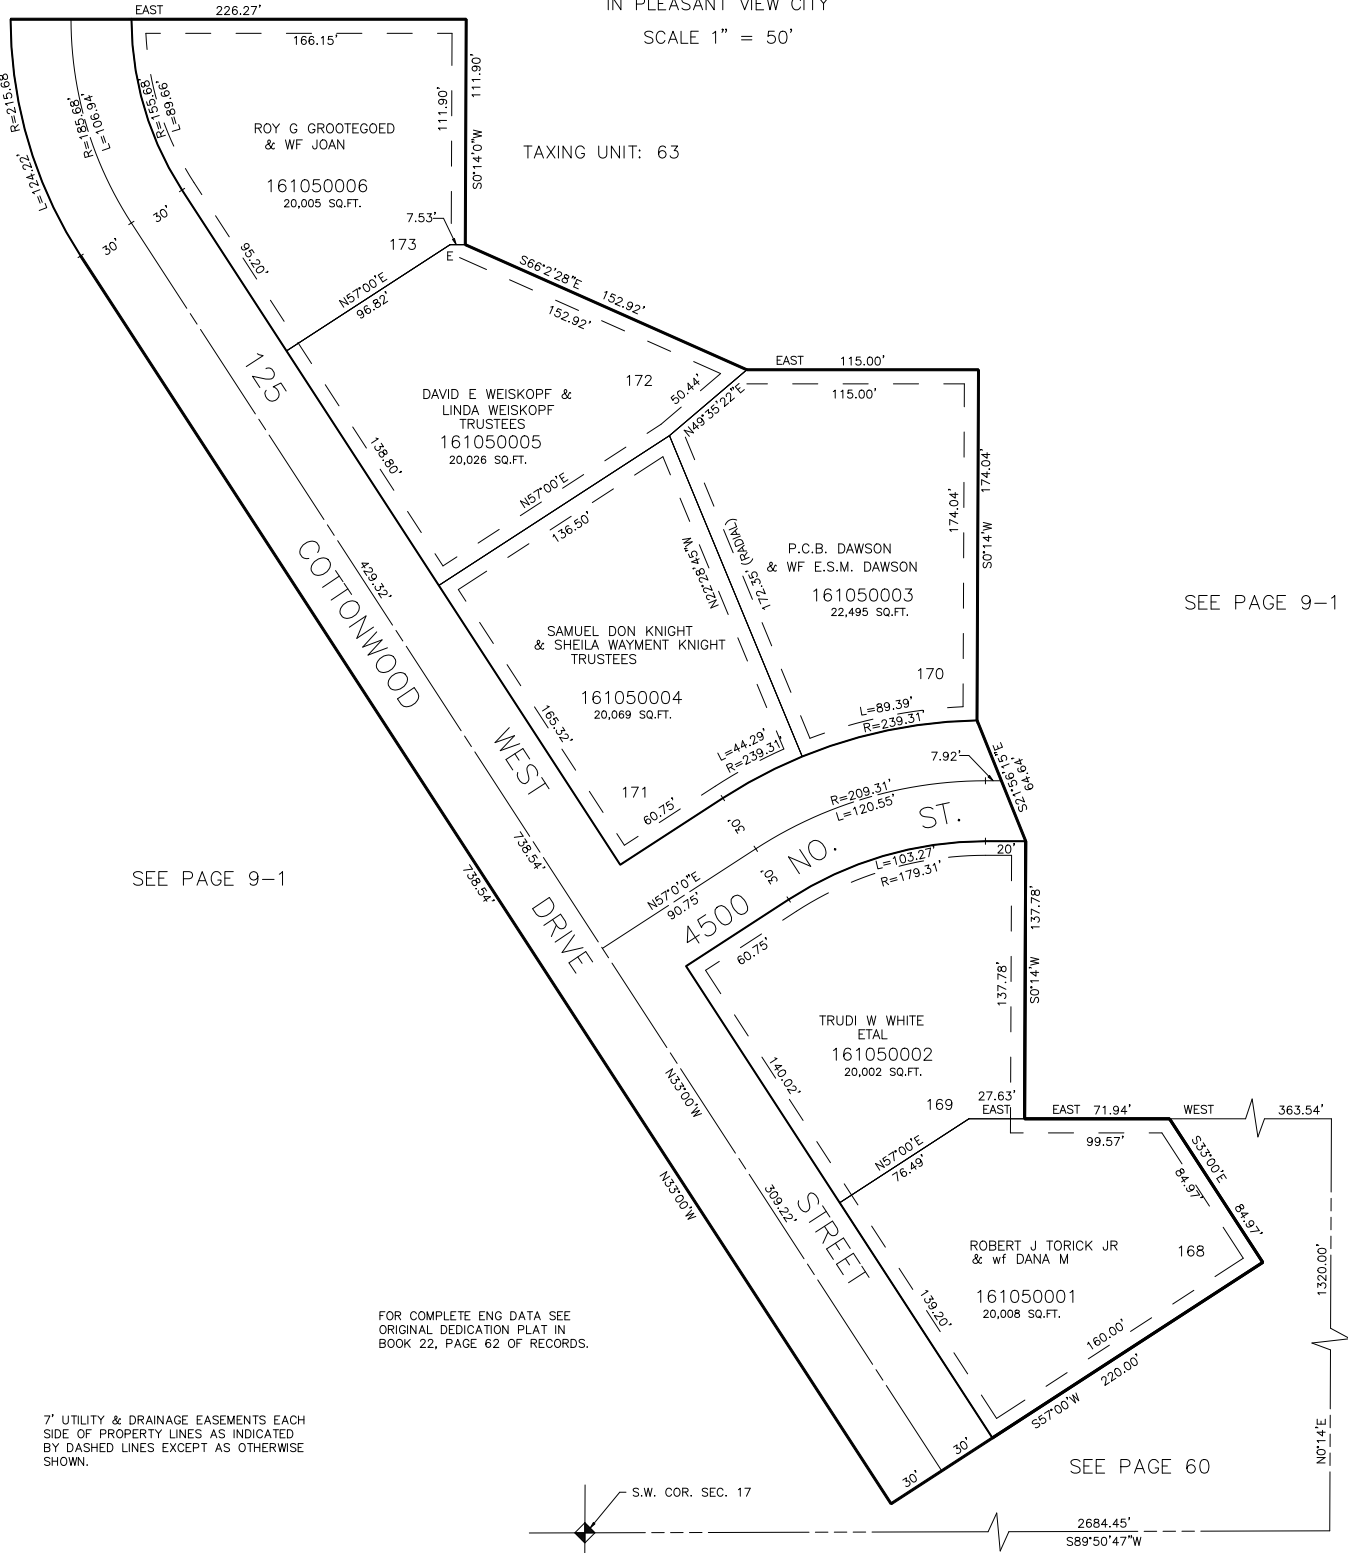 IN PLEASANT VIEW CITY
SCALE 1" = 50'
EAST 226.27'
166.15'
R=215.68'
L=124.22'
R=185.68'
L=106.94'
R=155.68'
L=89.66'
111.90'
111.90'
S0°14'0"W
ROY G GROOTEGOED
& WF JOAN
161050006
20,005 SQ.FT.
TAXING UNIT: 63
7.53'
173
E
30'
30'
95.20'
N57°00'E
96.82'
S66°2'28"E 152.92'
152.92'
125
172
DAVID E WEISKOPF &
LINDA WEISKOPF
TRUSTEES
161050005
20,026 SQ.FT.
50.44'
N49°35'22"E
EAST 115.00'
115.00'
138.80'
N57°00'E
136.50'
174.04'
174.04'
S0°14'W
COTTONWOOD
429.32'
N22°28'45"W
172.35' (RADIAL)
P.C.B. DAWSON
& WF E.S.M. DAWSON
161050003
22,495 SQ.FT.
SEE PAGE 9-1
SAMUEL DON KNIGHT
& SHEILA WAYMENT KNIGHT
TRUSTEES
161050004
20,069 SQ.FT.
170
165.32'
WEST
L=44.29'
R=239.31'
L=89.39'
R=239.31'
7.92'
S21°56'15"E
64.64'
171
60.75'
30'
R=209.31'
L=120.55'
ST.
NO.
4500
738.54'
738.54'
SEE PAGE 9-1
30'
L=103.27'
R=179.31'
20'
N57°0'0"E
90.75'
DRIVE
60.75'
137.78'
137.78'
S0°14'W
TRUDI W WHITE
ETAL
161050002
20,002 SQ.FT.
140.02'
N33°00'W
169
27.63'
EAST
EAST 71.94'
WEST
363.54'
99.57'
N57°00'E
76.49'
S33°00'E
84.97'
84.97'
N33°00'W
309.22'
STREET
ROBERT J TORICK JR
& wf DANA M
168
161050001
20,008 SQ.FT.
1320.00'
139.20'
160.00'
220.00'
S57°00'W
FOR COMPLETE ENG DATA SEE
ORIGINAL DEDICATION PLAT IN
BOOK 22, PAGE 62 OF RECORDS.
7' UTILITY & DRAINAGE EASEMENTS EACH
SIDE OF PROPERTY LINES AS INDICATED
BY DASHED LINES EXCEPT AS OTHERWISE
SHOWN.
30'
30'
N0°14'E
SEE PAGE 60
S.W. COR. SEC. 17
2684.45'
S89°50'47"W